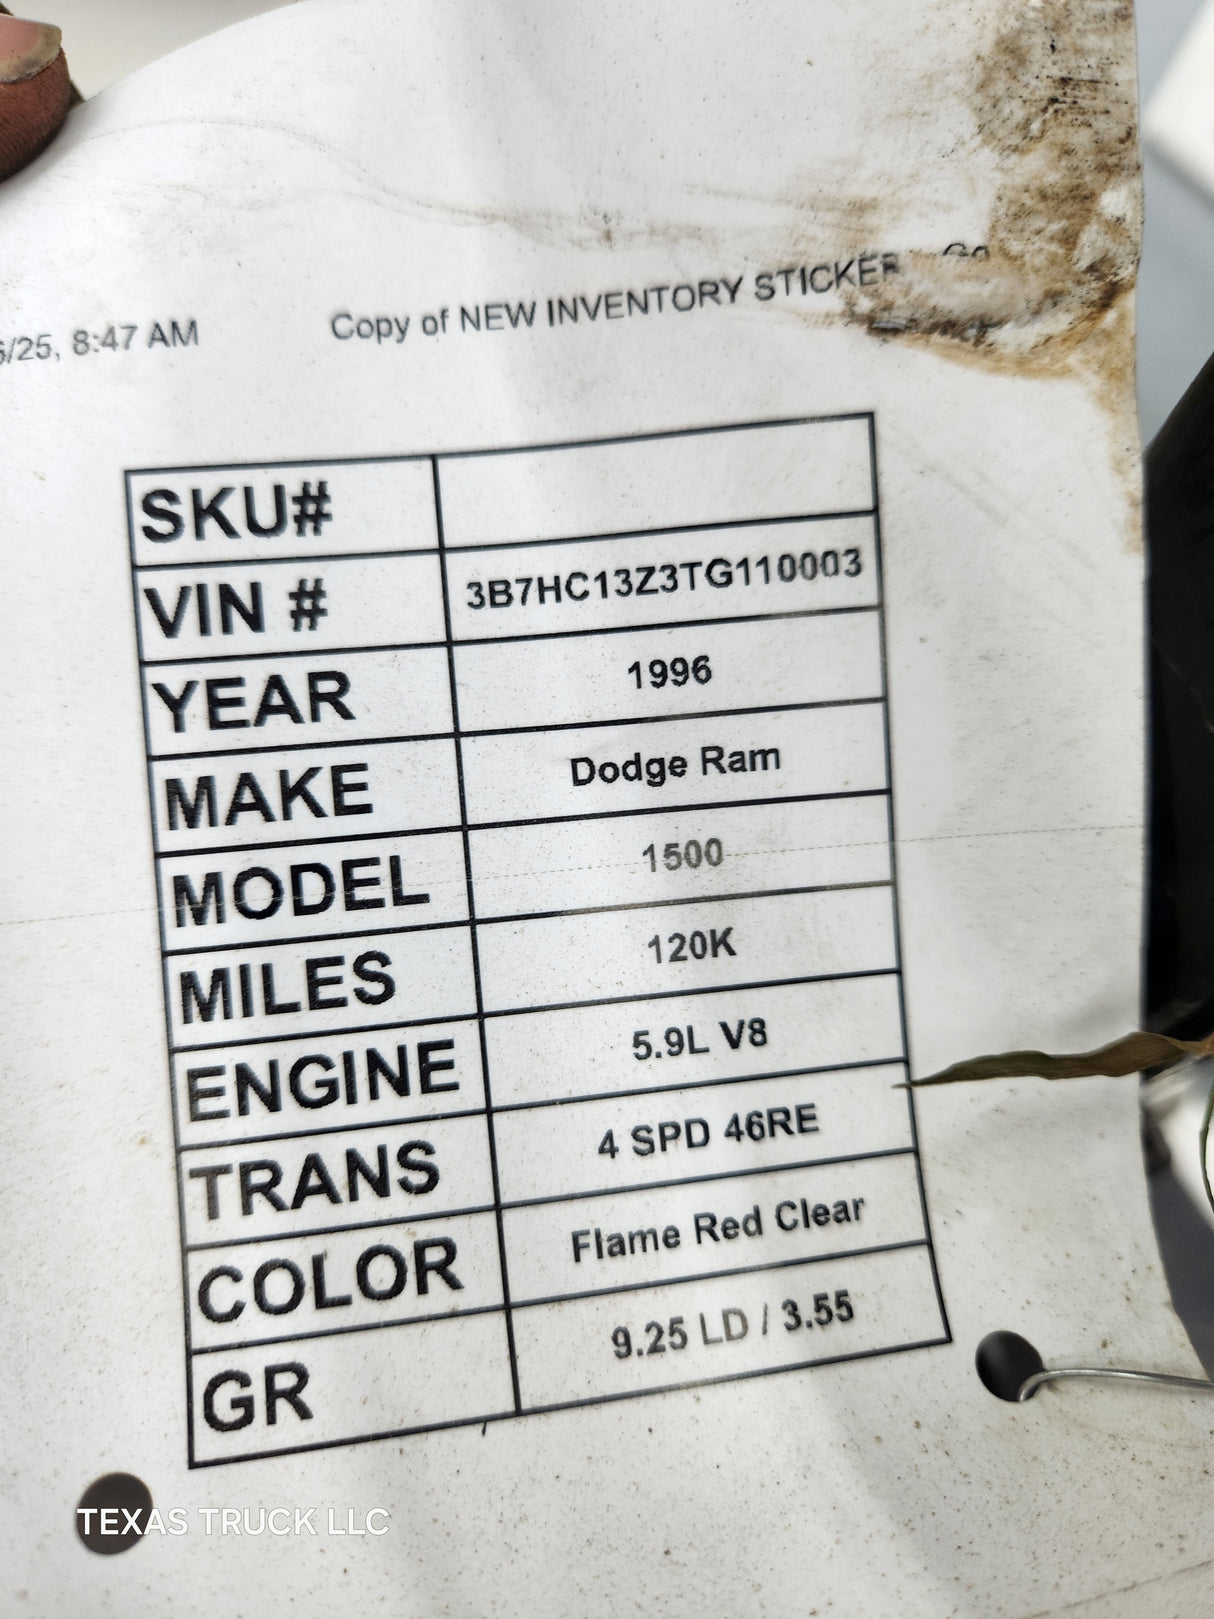 /25, 8:47 AM Copy of NEW INVENTORY STICKER
SKU#
VIN # 3B7HC13Z3TG110003
YEAR 1996
MAKE Dodge Ram
MODEL 1500
MILES 120K
ENGINE 5.9L V8
TRANS 4 SPD 46RE
COLOR Flame Red Clear
GR 9.25 LD / 3.55
TEXAS TRUCK LLC